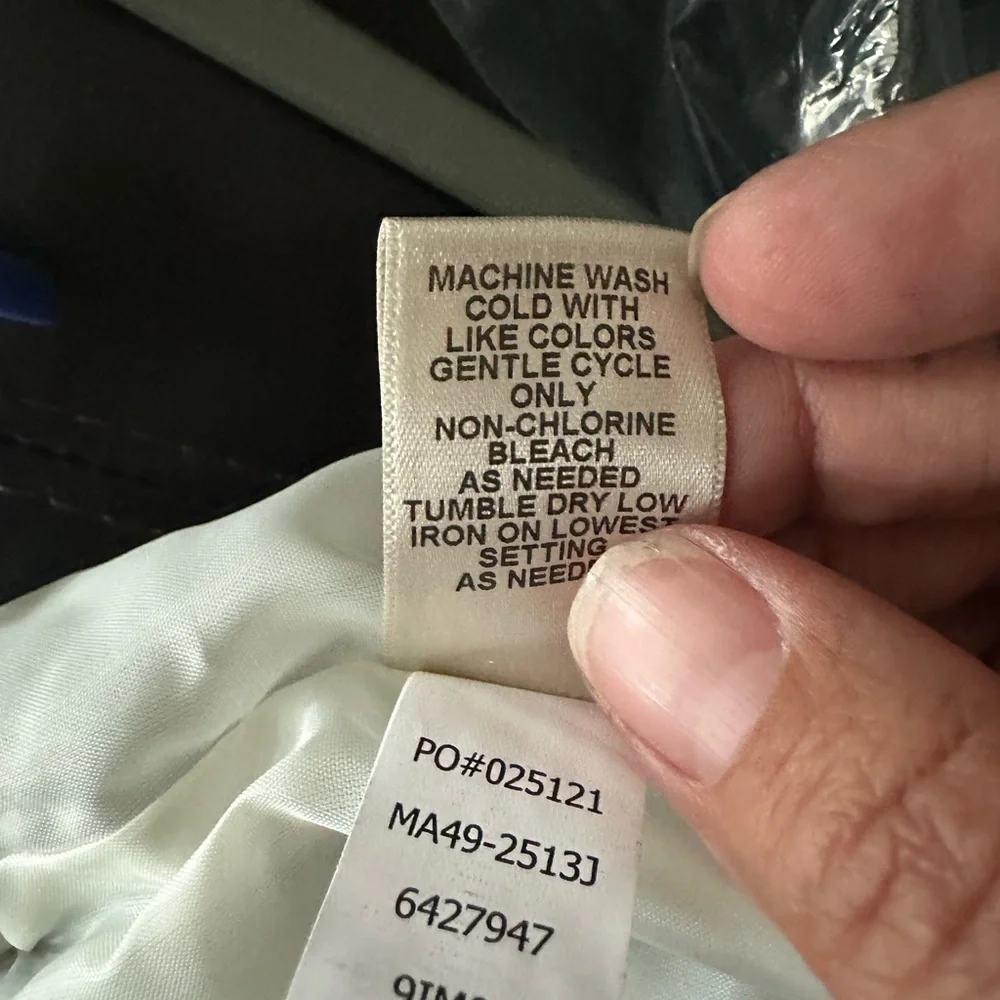 MACHINE WASH
COLD WITH
LIKE COLORS
GENTLE CYCLE
ONLY
NON-CHLORINE
BLEACH
AS NEEDED
TUMBLE DRY LOW
IRON ON LOWEST
SETTING
AS
PO#025121
MA49-2513J
6427947